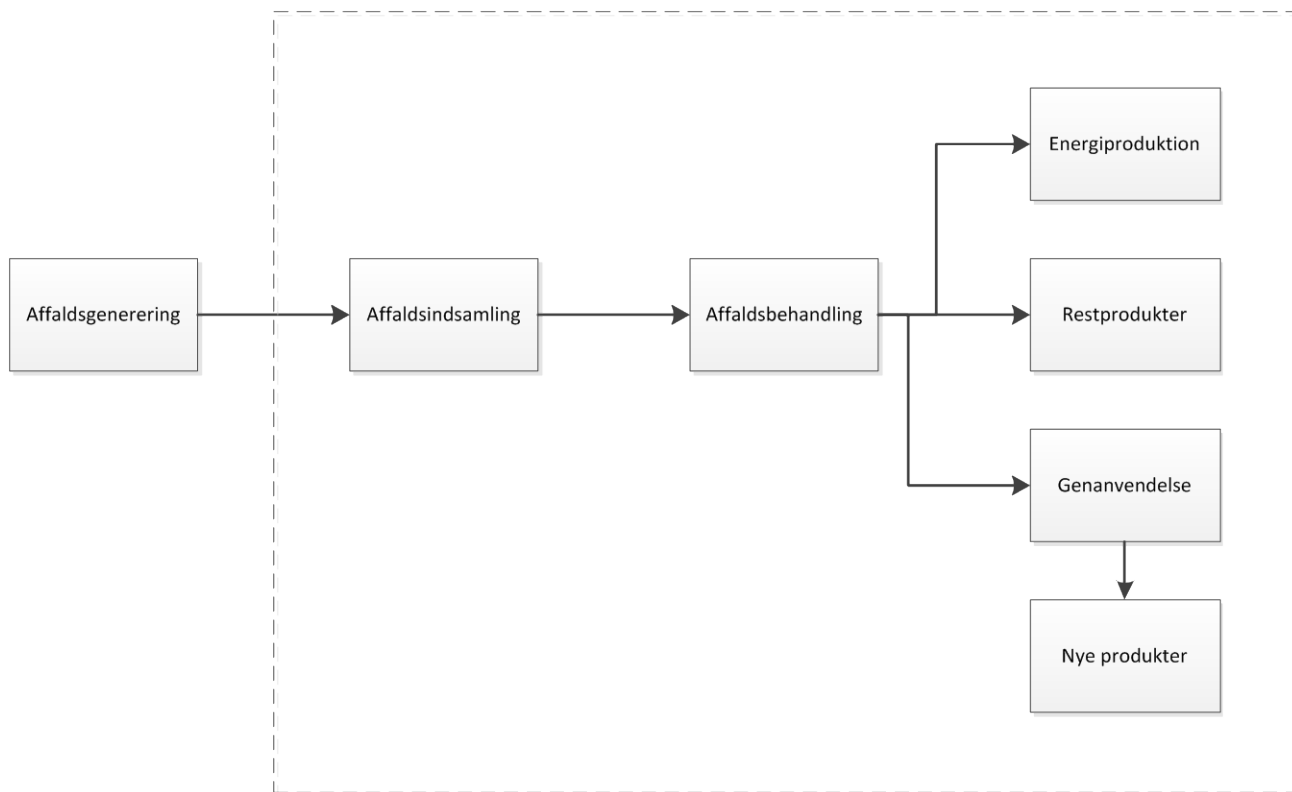 Energiproduktion
Affaldsgenerering
Affaldsindsamling
Affaldsbehandling
Restprodukter
Genanvendelse
Nye produkter